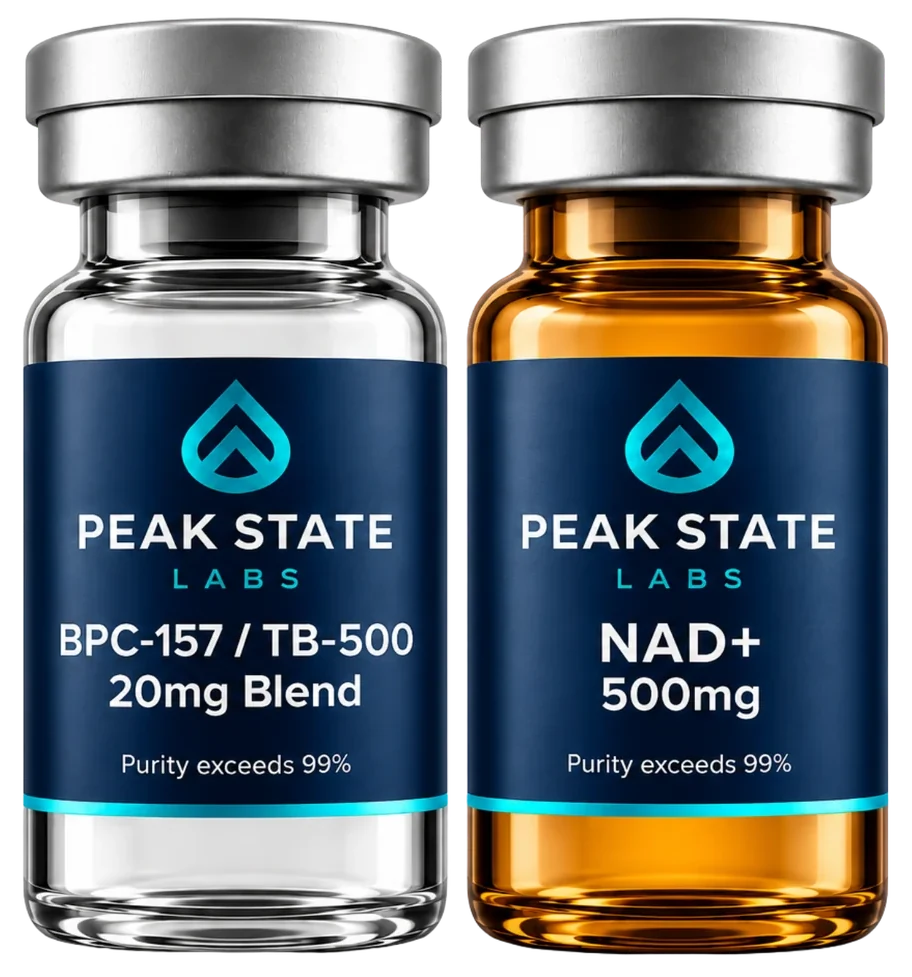 PEAK STATE
LABS
BPC-157 / TB-500
20mg Blend
Purity exceeds 99%
PEAK STATE
LABS
NAD+
500mg
Purity exceeds 99%